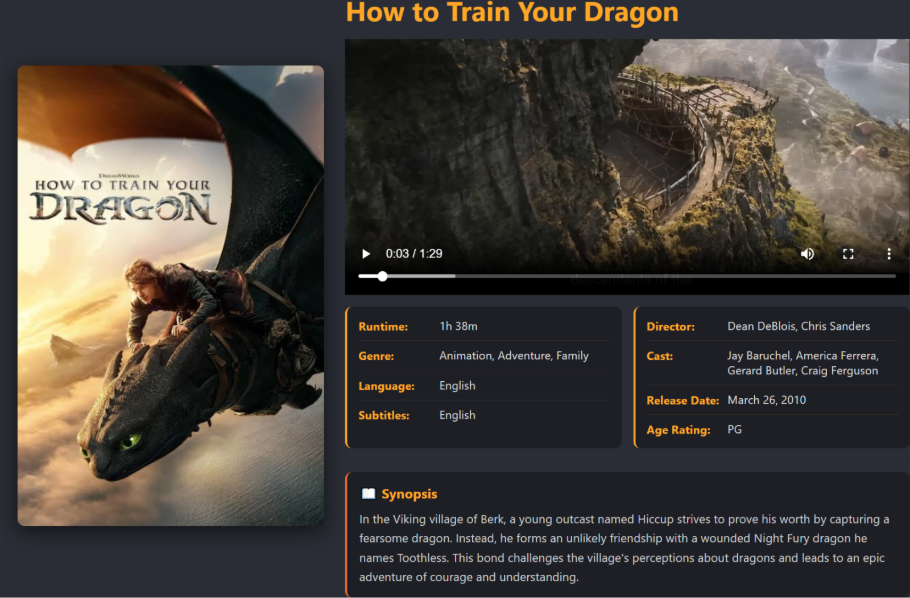 How to Train Your Dragon
DREAMWORKS
HOW TO TRAIN YOUR
DRAGON
0:03 / 1:29
descendants of the
Runtime: 1h 38m
Genre: Animation, Adventure, Family
Language: English
Subtitles: English
Director: Dean DeBlois, Chris Sanders
Cast: Jay Baruchel, America Ferrera,
Gerard Butler, Craig Ferguson
Release Date: March 26, 2010
Age Rating: PG
Synopsis
In the Viking village of Berk, a young outcast named Hiccup strives to prove his worth by capturing a
fearsome dragon. Instead, he forms an unlikely friendship with a wounded Night Fury dragon he
names Toothless. This bond challenges the village's perceptions about dragons and leads to an epic
adventure of courage and understanding.